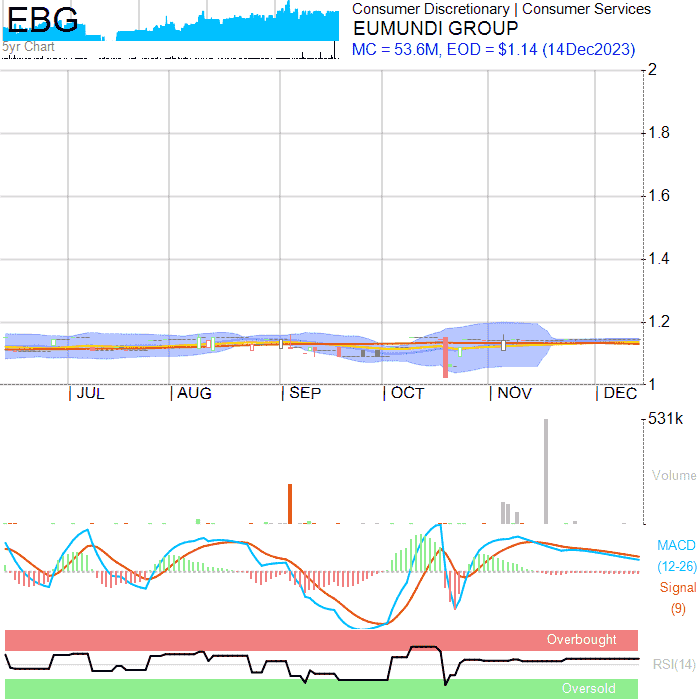 EBG
5yr Chart
Consumer Discretionary | Consumer Services
EUMUNDI GROUP
MC = 53.6M, EOD = $1.14 (14Dec2023)
2
1.8
1.6
1.4
1.2
1
JUL
AUG
SEP
OCT
NOV
DEC
531k
Volume
MACD
(12-26)
Signal
(9)
Overbought
RSI(14)
Oversold